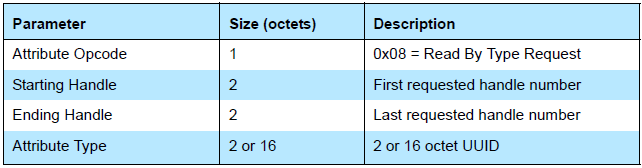 Parameter Size (octets) Description
Attribute Opcode 1 0x08 = Read By Type Request
Starting Handle 2 First requested handle number
Ending Handle 2 Last requested handle number
Attribute Type 2 or 16 2 or 16 octet UUID